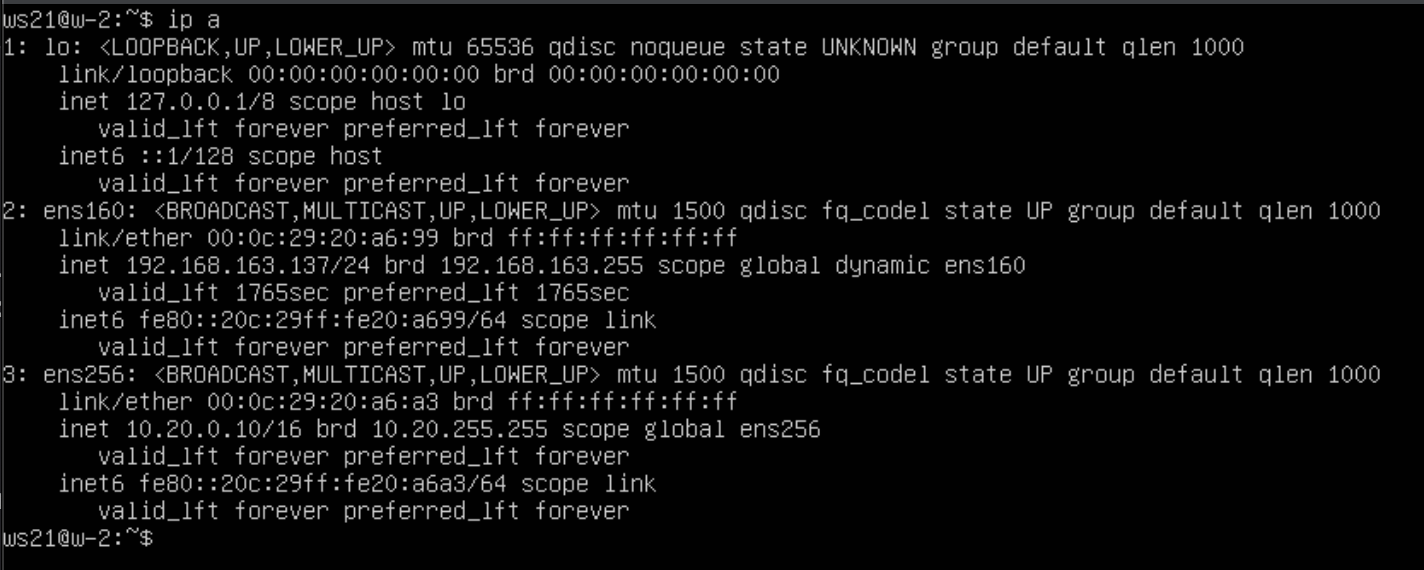 ws21@w-2:~$ ip a
1: lo: <LOOPBACK,UP,LOWER_UP> mtu 65536 qdisc noqueue state UNKNOWN group default qlen 1000
    link/loopback 00:00:00:00:00:00 brd 00:00:00:00:00:00
    inet 127.0.0.1/8 scope host lo
       valid_lft forever preferred_lft forever
    inet6 ::1/128 scope host
       valid_lft forever preferred_lft forever
2: ens160: <BROADCAST,MULTICAST,UP,LOWER_UP> mtu 1500 qdisc fq_codel state UP group default qlen 1000
    link/ether 00:0c:29:20:a6:99 brd ff:ff:ff:ff:ff:ff
    inet 192.168.163.137/24 brd 192.168.163.255 scope global dynamic ens160
       valid_lft 1765sec preferred_lft 1765sec
    inet6 fe80::20c:29ff:fe20:a699/64 scope link
       valid_lft forever preferred_lft forever
3: ens256: <BROADCAST,MULTICAST,UP,LOWER_UP> mtu 1500 qdisc fq_codel state UP group default qlen 1000
    link/ether 00:0c:29:20:a6:a3 brd ff:ff:ff:ff:ff:ff
    inet 10.20.0.10/16 brd 10.20.255.255 scope global ens256
       valid_lft forever preferred_lft forever
    inet6 fe80::20c:29ff:fe20:a6a3/64 scope link
       valid_lft forever preferred_lft forever
ws21@w-2:~$